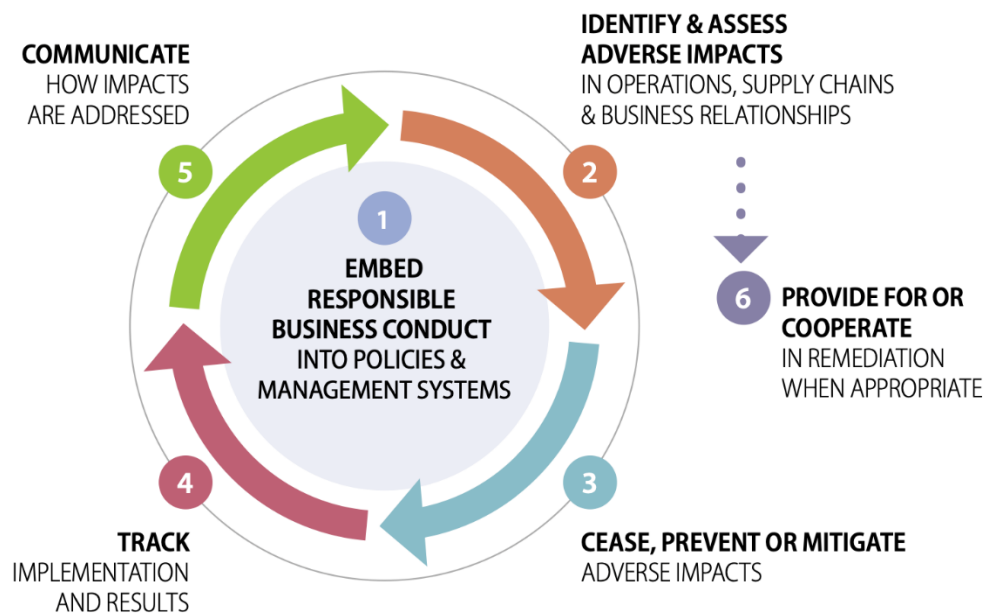 1
EMBED
RESPONSIBLE
BUSINESS CONDUCT
INTO POLICIES &
MANAGEMENT SYSTEMS
IDENTIFY & ASSESS
ADVERSE IMPACTS
IN OPERATIONS, SUPPLY CHAINS
& BUSINESS RELATIONSHIPS
2
3
CEASE, PREVENT OR MITIGATE
ADVERSE IMPACTS
4
TRACK
IMPLEMENTATION
AND RESULTS
COMMUNICATE
HOW IMPACTS
ARE ADDRESSED
5
6
PROVIDE FOR OR
COOPERATE
IN REMEDIATION
WHEN APPROPRIATE